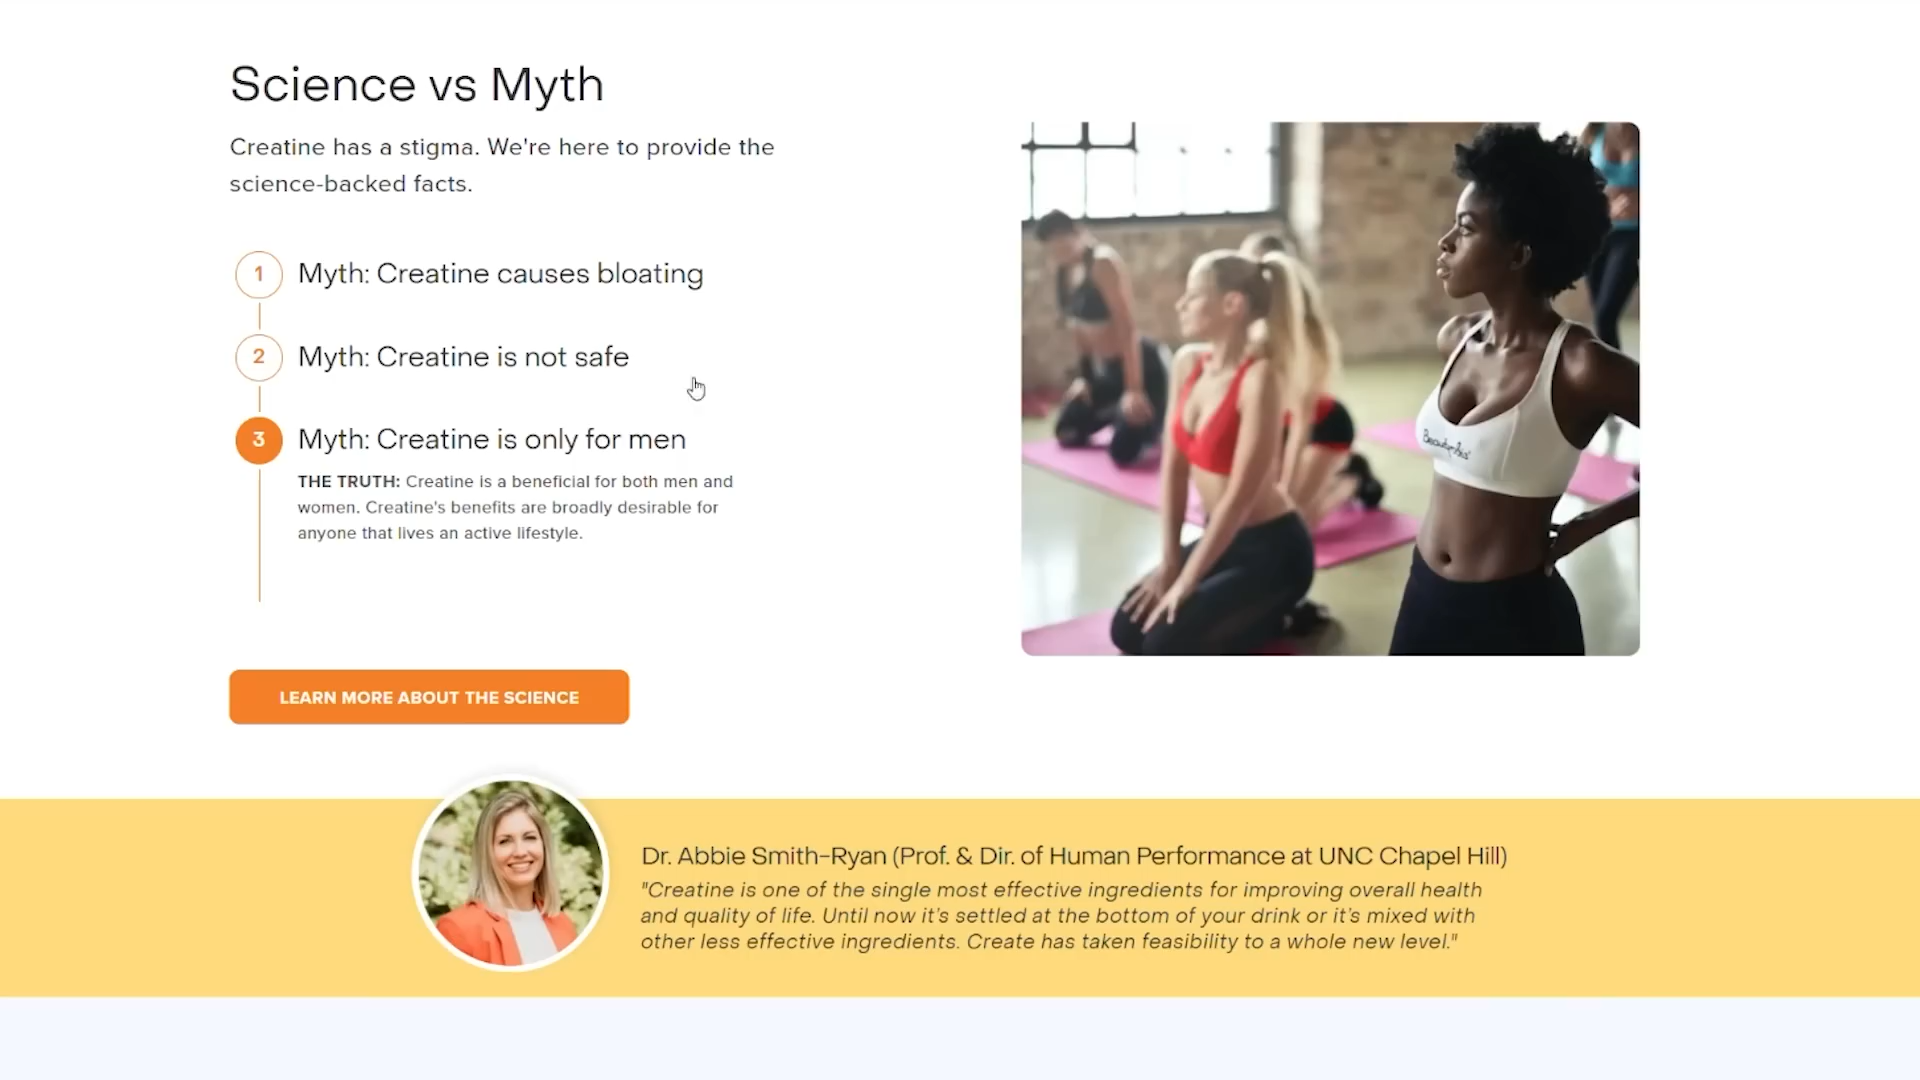 Science vs Myth
Creatine has a stigma. We're here to provide the
science-backed facts.
1 Myth: Creatine causes bloating
2 Myth: Creatine is not safe
3 Myth: Creatine is only for men
THE TRUTH: Creatine is a beneficial for both men and
women. Creatine's benefits are broadly desirable for
anyone that lives an active lifestyle.
LEARN MORE ABOUT THE SCIENCE
Dr. Abbie Smith-Ryan (Prof. & Dir. of Human Performance at UNC Chapel Hill)
"Creatine is one of the single most effective ingredients for improving overall health
and quality of life. Until now it's settled at the bottom of your drink or it's mixed with
other less effective ingredients. Create has taken feasibility to a whole new level."